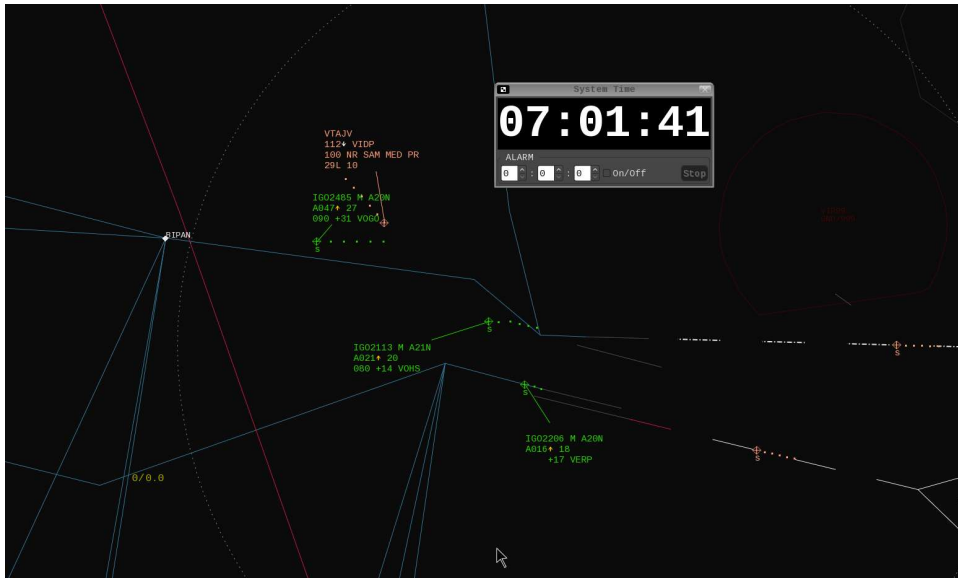 System Time
07:01:41
ALARM
0 : 0 : 0 On/Off Stop
VTAJV
112↓ VIDP
100 NR SAM MED PR
29L 10
IGO2485 M A20N
A047↑ 27
090 +31 VOGO
S
BIPAN
S
IGO2113 M A21N
A021↑ 20
080 +14 VOHS
S
S
IGO2206 M A20N
A016↑ 18
+17 VERP
S
0/0.0